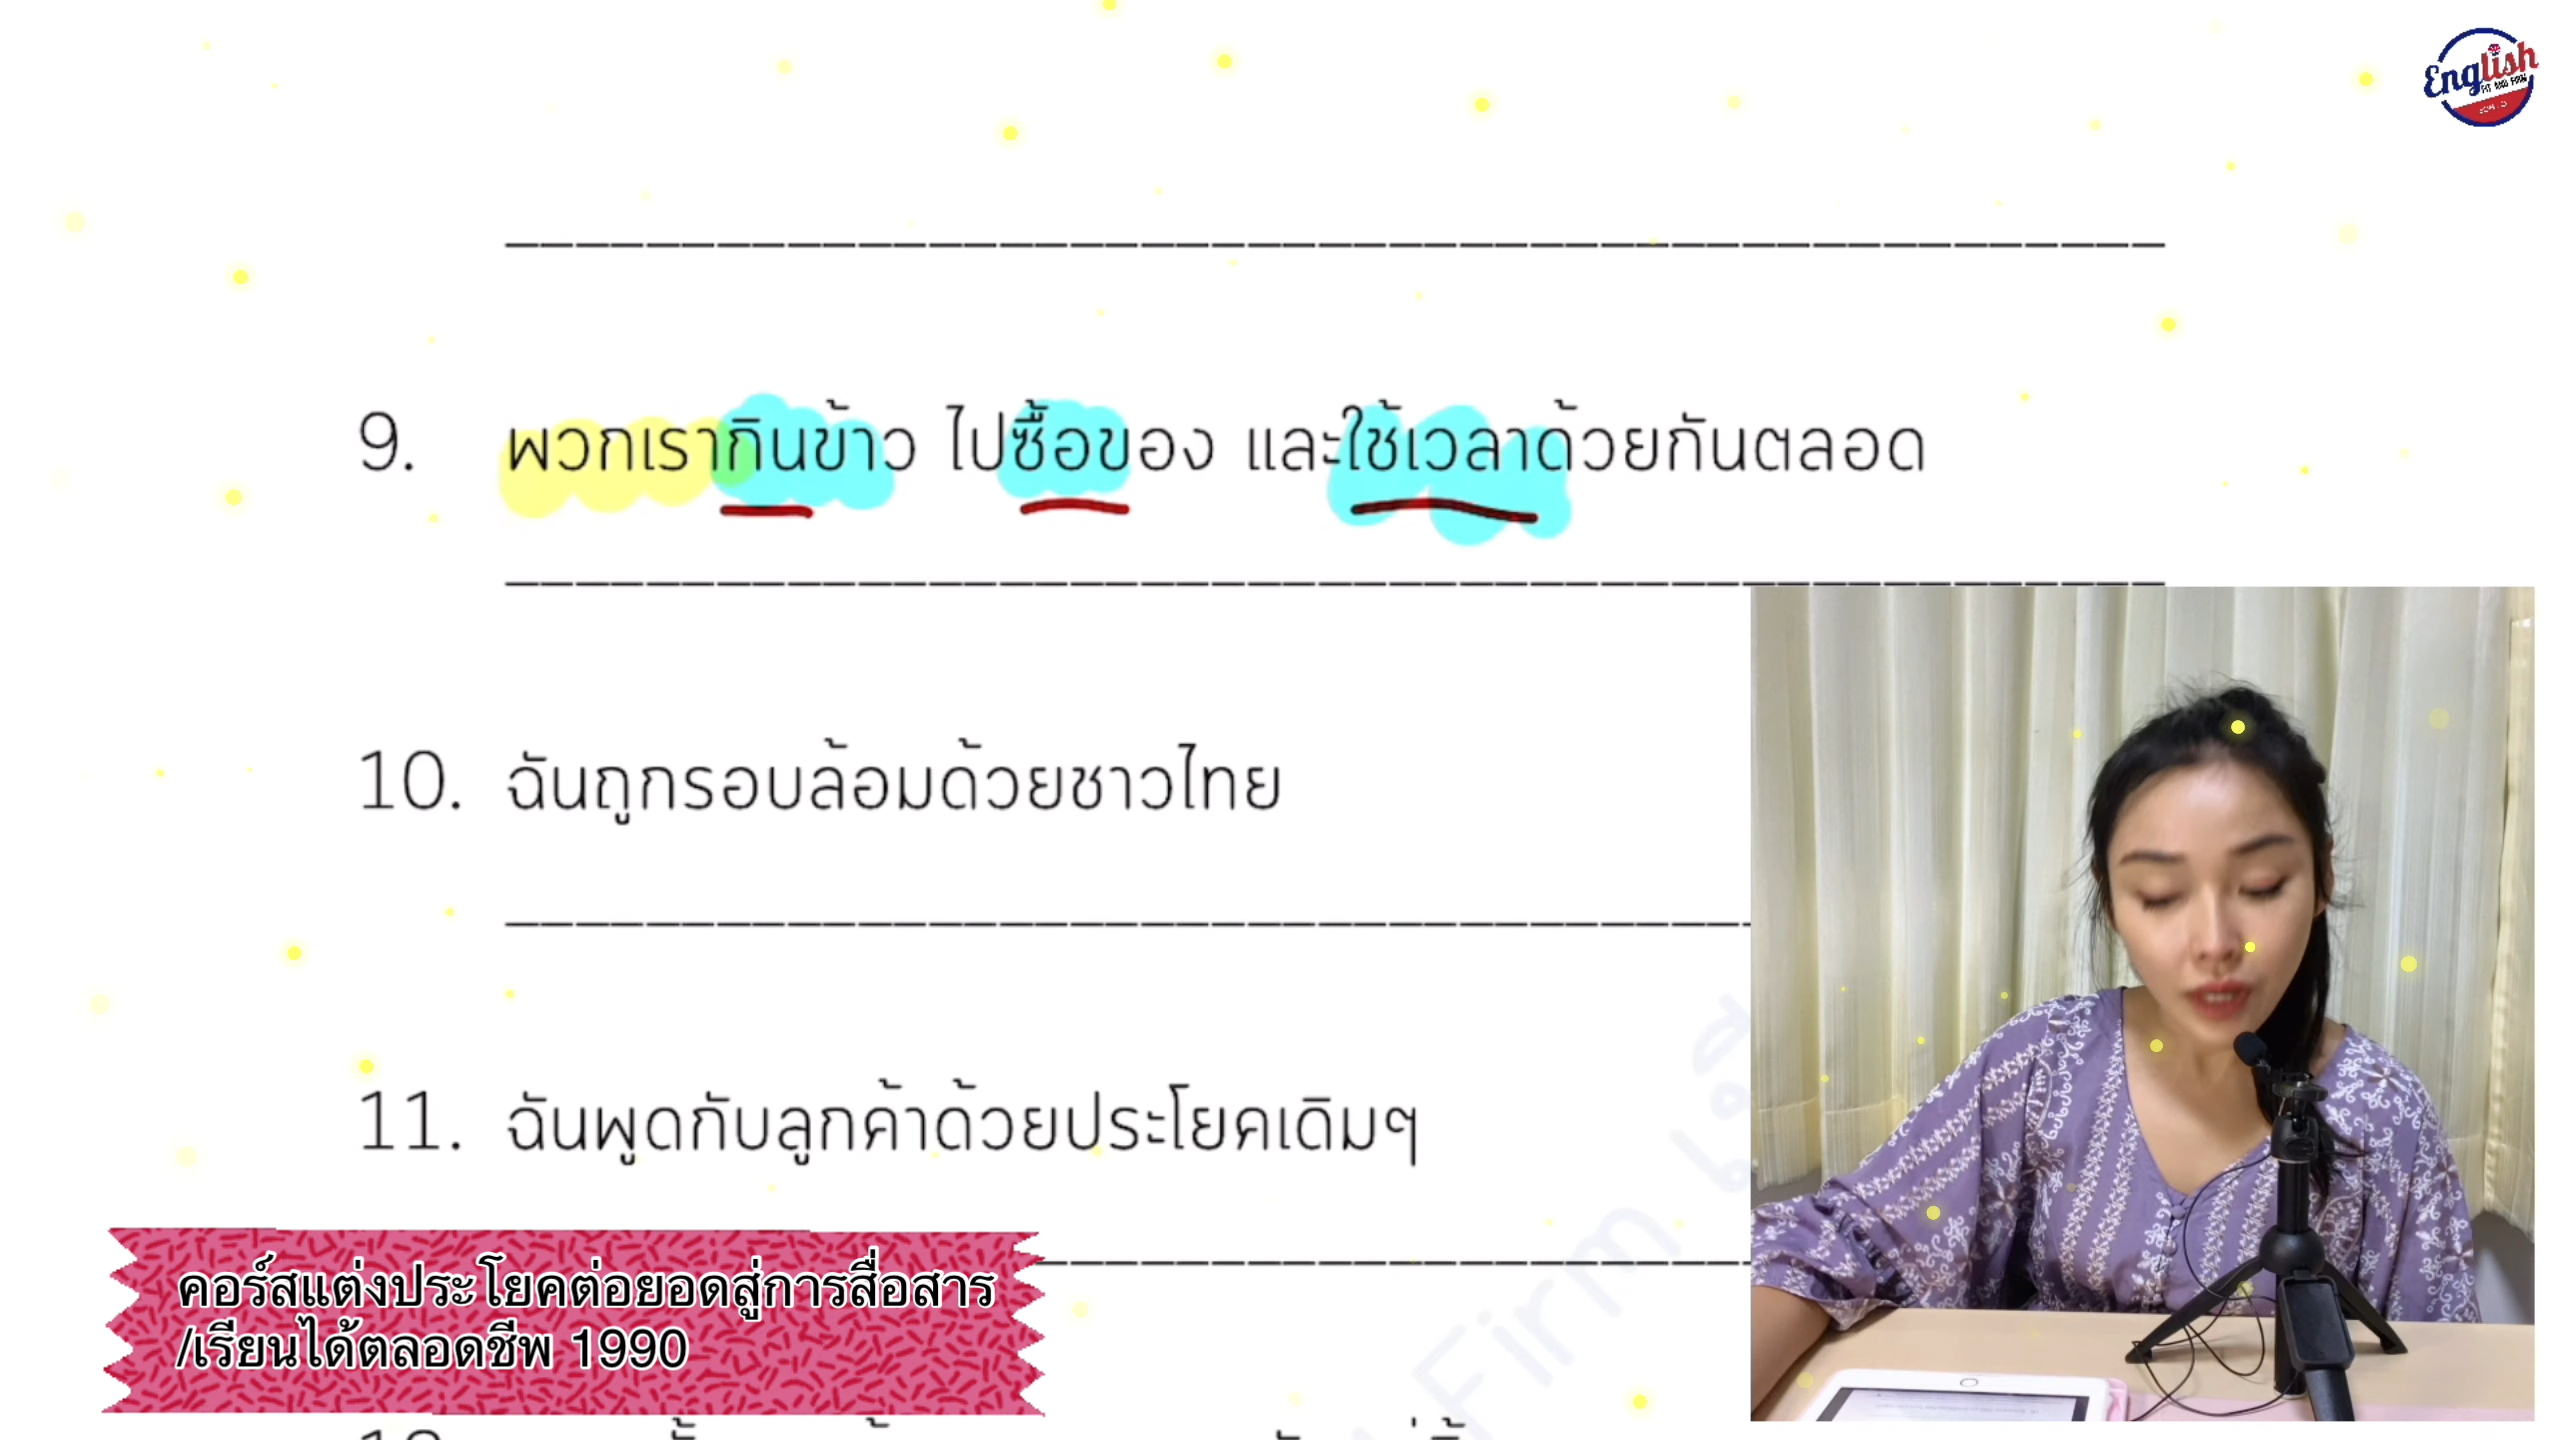 English
FIT AND FIRM
9. พวกเรากินข้าว ไปซื้อของ และใช้เวลาด้วยกันตลอด
10. ฉันถูกรอบล้อมด้วยชาวไทย
11. ฉันพูดกับลูกค้าด้วยประโยคเดิมๆ
Firm
คอร์สแต่งประโยคต่อยอดสู่การสื่อสาร
/เรียนได้ตลอดชีพ 1990